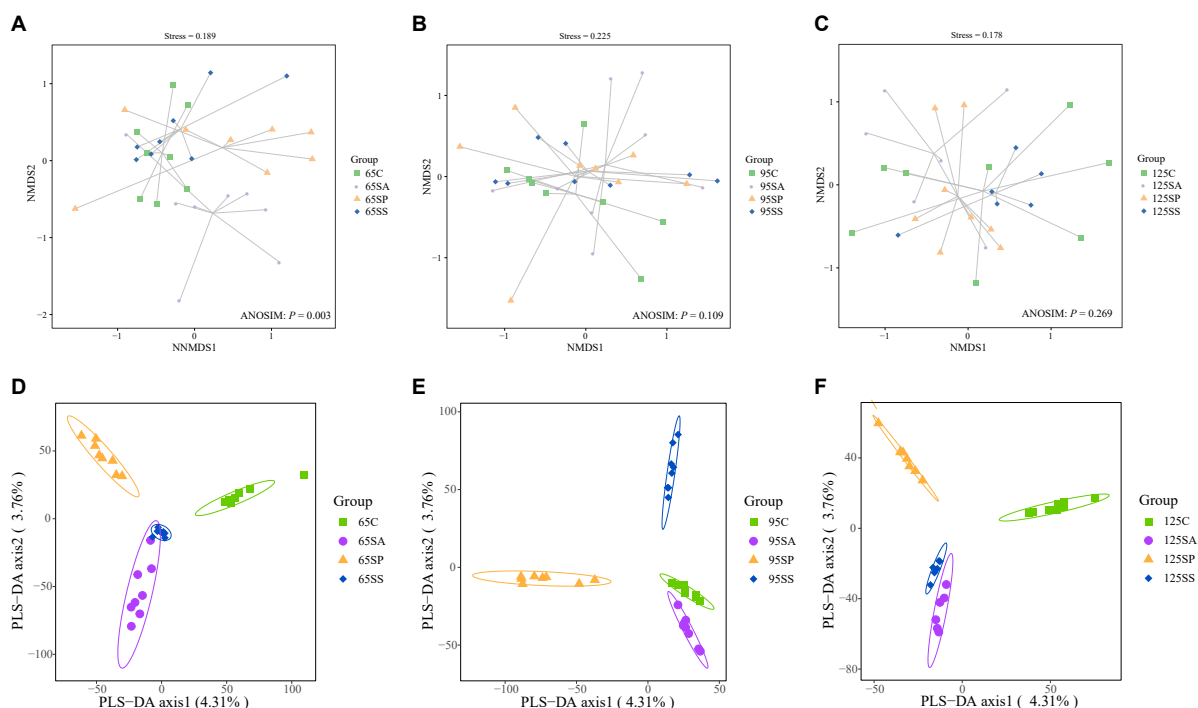 A
Stress = 0.189
1
0
−1
−2
−1
0
1
NMDS2
NNMDS1
ANOSIM: P = 0.003
Group
65C
65SA
65SP
65SS
B
Stress = 0.225
1
0
−1
−1
0
1
NMDS2
NMDS1
ANOSIM: P = 0.109
Group
95C
95SA
95SP
95SS
C
Stress = 0.178
1
0
−1
−1
0
1
NMDS2
NMDS1
ANOSIM: P = 0.269
Group
125C
125SA
125SP
125SS
D
50
0
−50
−100
−50
0
50
100
PLS−DA axis2 ( 3.76%)
PLS−DA axis1 (4.31%)
Group
65C
65SA
65SP
65SS
E
100
50
0
−50
−100
−50
0
50
PLS−DA axis2 ( 3.76%)
PLS−DA axis1 ( 4.31%)
Group
95C
95SA
95SP
95SS
F
80
40
0
−40
−80
−50
0
50
PLS−DA axis2 ( 3.76%)
PLS−DA axis1 ( 4.31%)
Group
125C
125SA
125SP
125SS